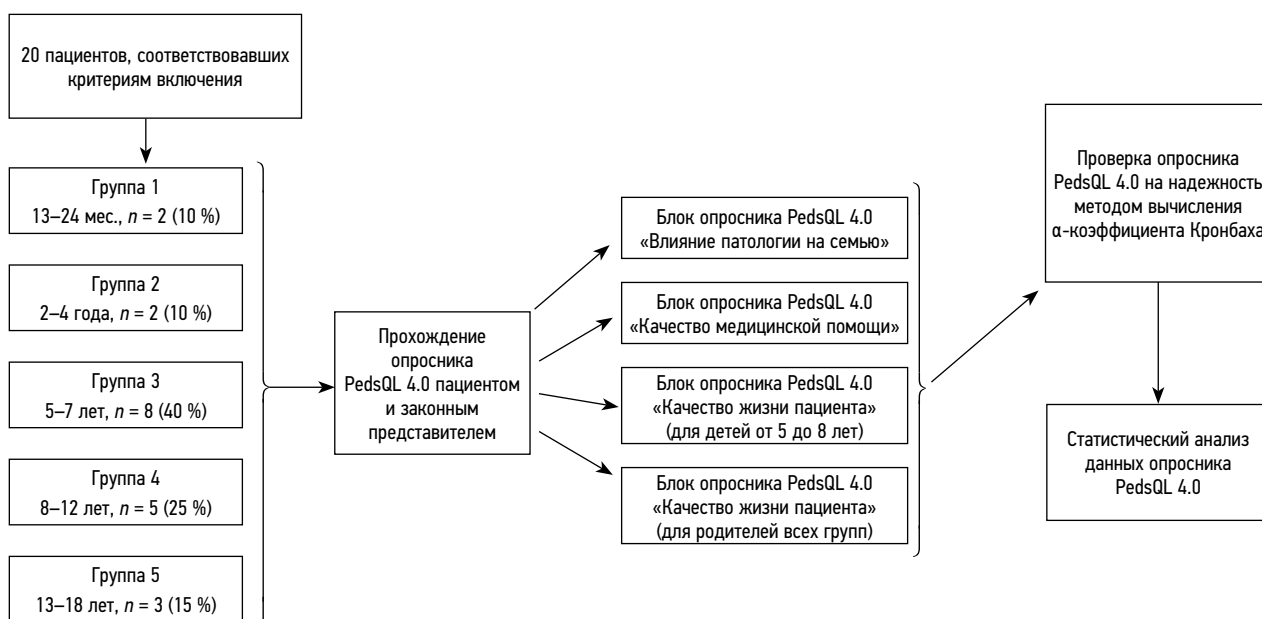 20 пациентов, соответствовавших
критериям включения
Группа 1
13–24 мес., n = 2 (10 %)
Группа 2
2–4 года, n = 2 (10 %)
Группа 3
5–7 лет, n = 8 (40 %)
Группа 4
8–12 лет, n = 5 (25 %)
Группа 5
13–18 лет, n = 3 (15 %)
Прохождение
опросника
PedsQL 4.0 пациентом
и законным
представителем
Блок опросника PedsQL 4.0
«Влияние патологии на семью»
Блок опросника PedsQL 4.0
«Качество медицинской помощи»
Блок опросника PedsQL 4.0
«Качество жизни пациента»
(для детей от 5 до 8 лет)
Блок опросника PedsQL 4.0
«Качество жизни пациента»
(для родителей всех групп)
Проверка опросника
PedsQL 4.0 на надежность
методом вычисления
α-коэффициента Кронбаха
Статистический анализ
данных опросника
PedsQL 4.0